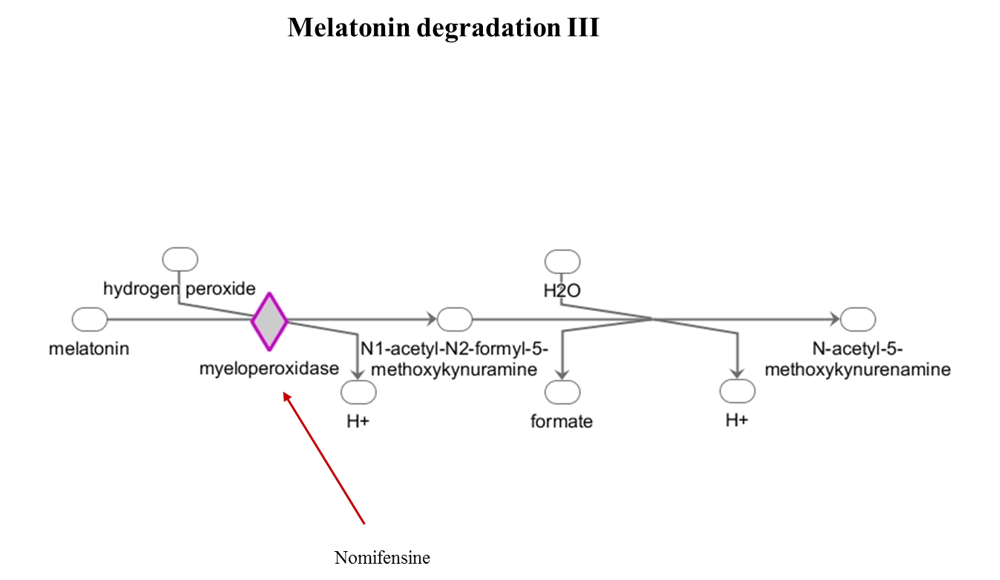 Melatonin degradation III
hydrogen peroxide
H2O
melatonin
myeloperoxidase
N1-acetyl-N2-formyl-5-
methoxykynuramine
N-acetyl-5-
methoxykynurenamine
H+
formate
H+
Nomifensine